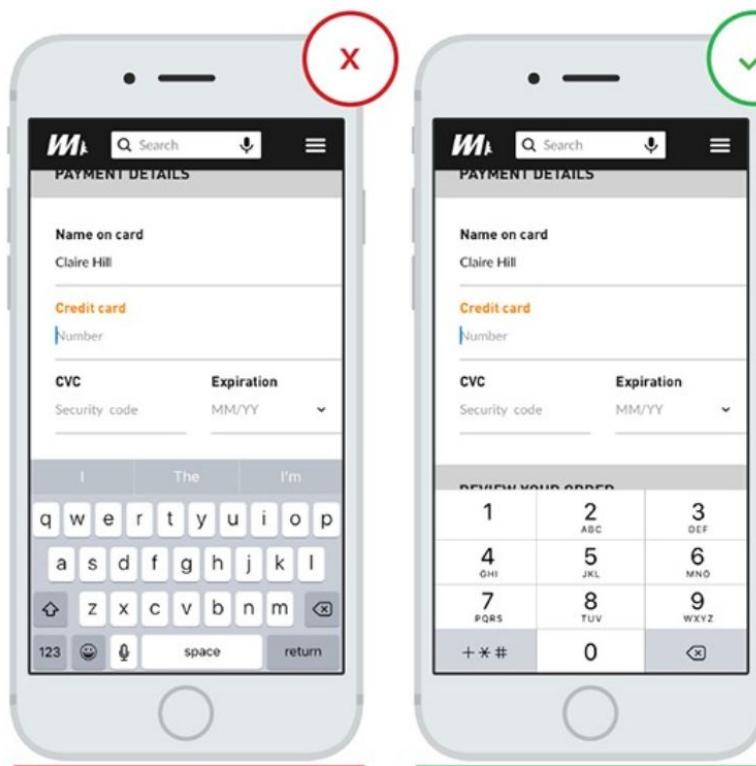 X
Search
PAYMENT DETAILS
Name on card
Claire Hill
Credit card
Number
CVC Expiration
Security code MM/YY
I The I'm
q w e r t y u i o p
a s d f g h j k l
z x c v b n m
123 space return
Search
PAYMENT DETAILS
Name on card
Claire Hill
Credit card
Number
CVC Expiration
Security code MM/YY
REVIEW YOUR ORDER
1 2 3
ABC DEF
4 5 6
GHI JKL MNO
7 8 9
PQRS TUV WXYZ
+ * # 0